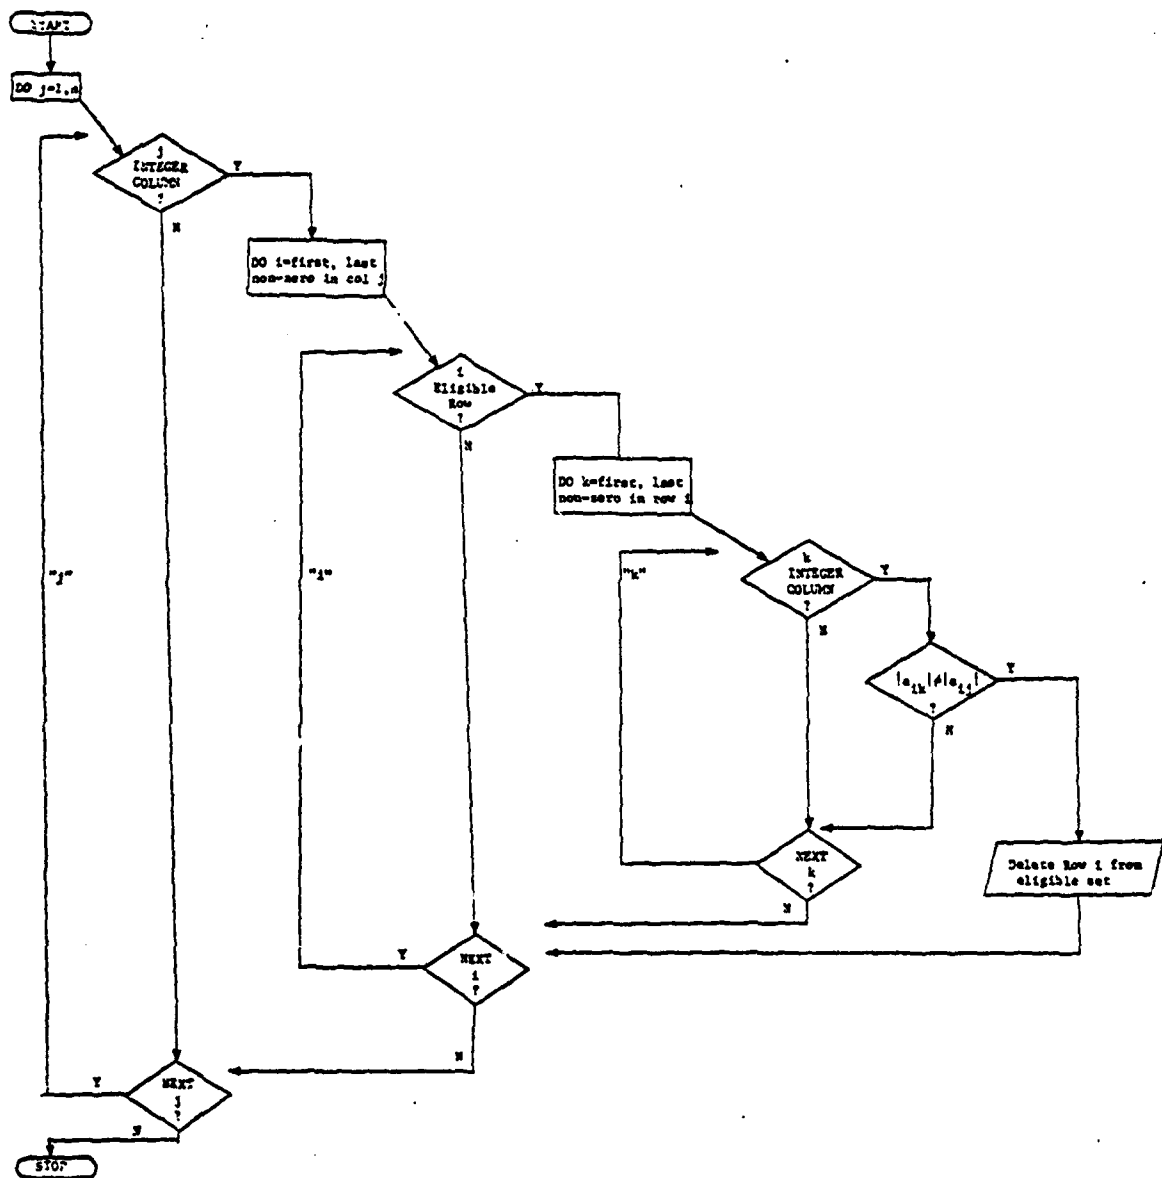 START
DO j=1,n
j
INTEGER
COLUMN
?
Y
N
DO i=first, last
non-zero in col j
i
Eligible
Row
?
Y
N
DO k=first, last
non-zero in row i
"j"
"i"
"k"
k
INTEGER
COLUMN
?
Y
N
|a_ik|≠|a_ij|
?
Y
N
NEXT
k
?
N
Delete Row i from
eligible set
NEXT
i
?
Y
N
NEXT
j
?
Y
N
STOP